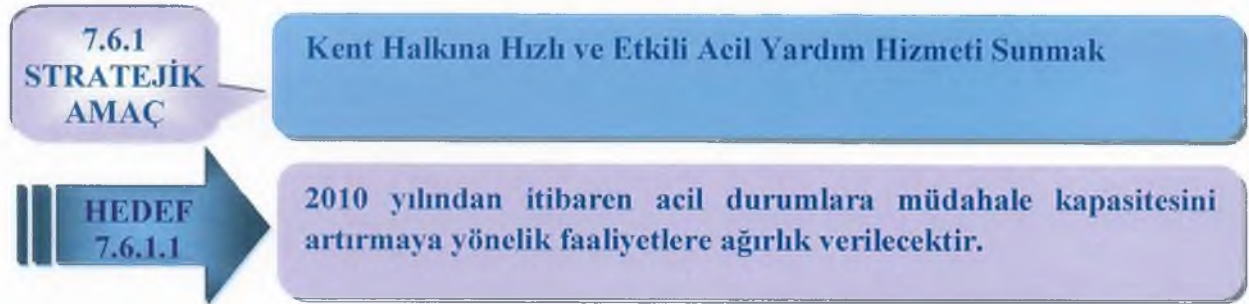 7.6.1
STRATEJİK
AMAÇ
Kent Halkına Hızlı ve Etkili Acil Yardım Hizmeti Sunmak
HEDEF
7.6.1.1
2010 yılından itibaren acil durumlara müdahale kapasitesini
artırmaya yönelik faaliyetlere ağırlık verilecektir.